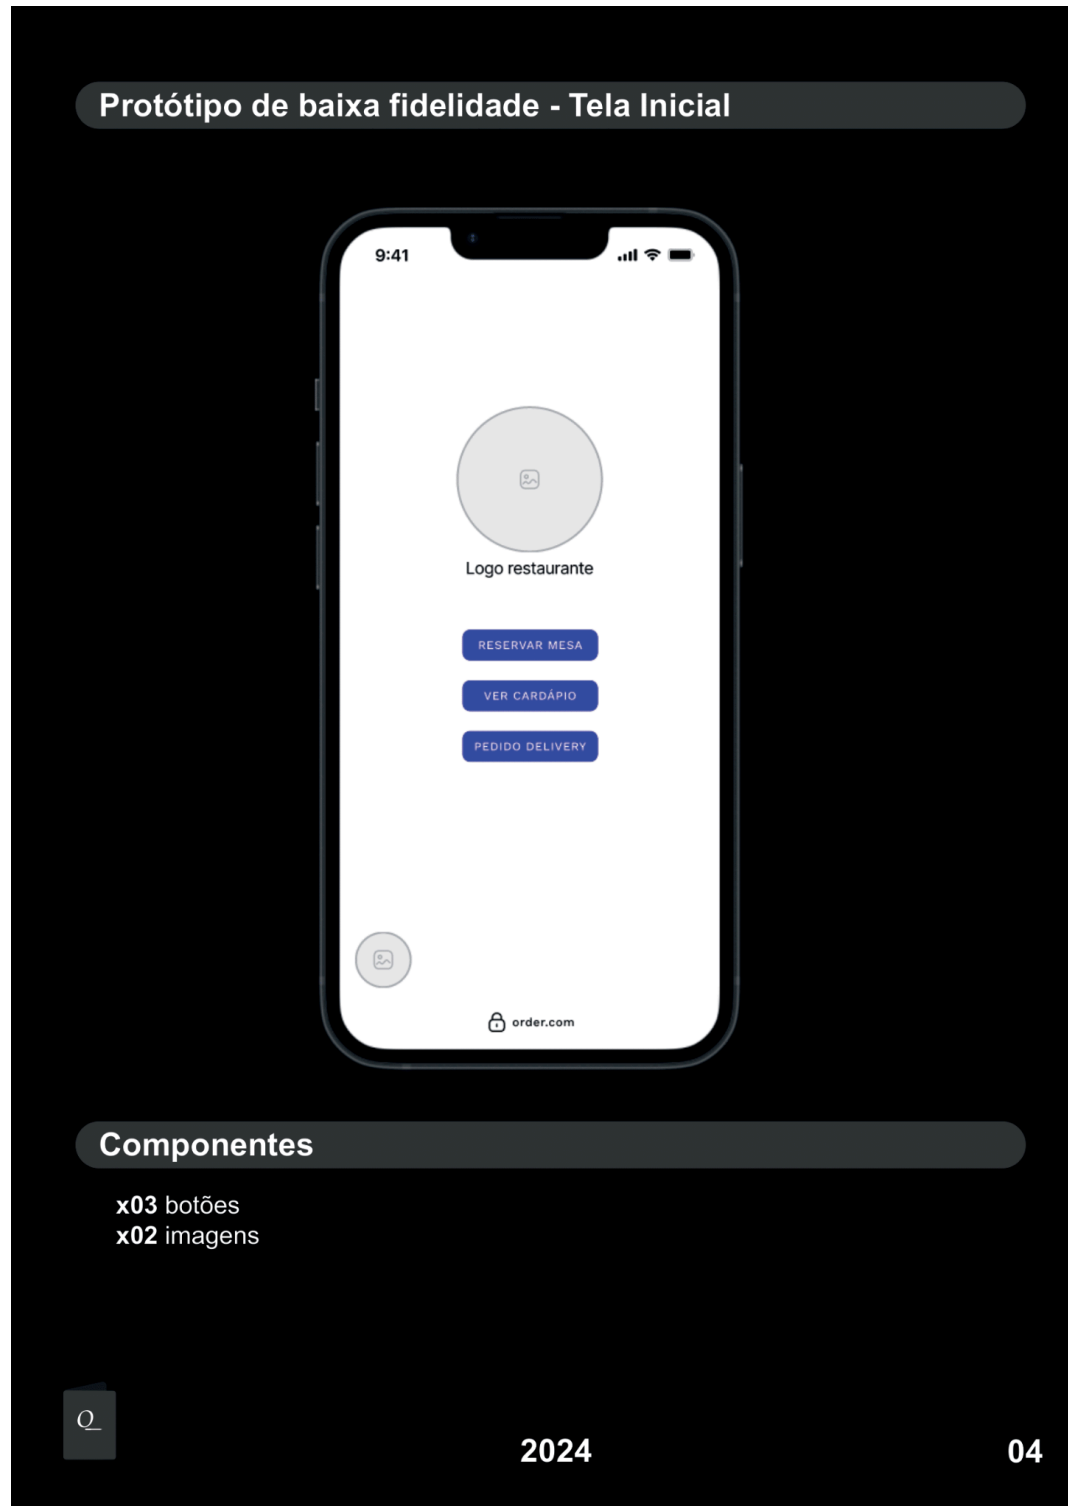 Protótipo de baixa fidelidade - Tela Inicial
9:41
Logo restaurante
RESERVAR MESA
VER CARDÁPIO
PEDIDO DELIVERY
order.com
Componentes
x03 botões
x02 imagens
Q_
2024
04